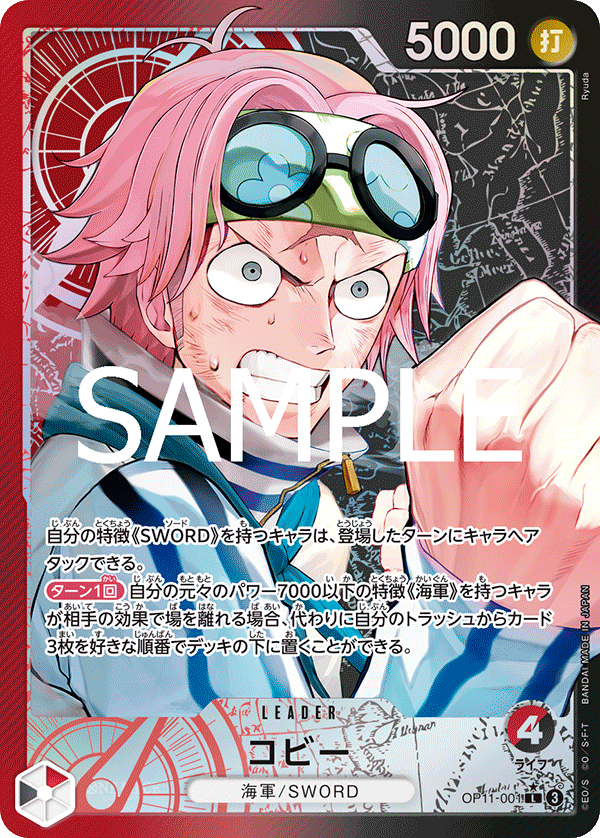 5000 打
Ryuda
SAMPLE
自分の特徴《SWORD》を持つキャラは、登場したターンにキャラへア
タックできる。
ターン1回 自分の元々のパワー7000以下の特徴《海軍》を持つキャラ
が相手の効果で場を離れる場合、代わりに自分のトラッシュからカード
3枚を好きな順番でデッキの下に置くことができる。
LEADER
コビー
海軍/SWORD
4
ライフ
OP11-001 L 3
©E.O/S ©O/S・F・T BANDAI MADE IN JAPAN